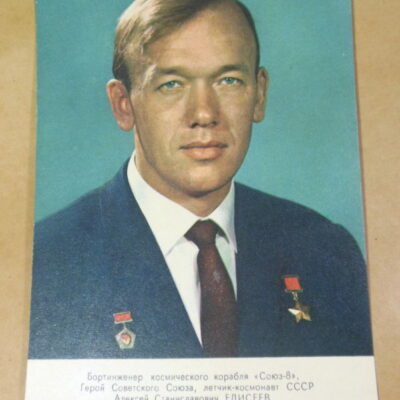 Бортинженер космического корабля «Союз-8»,
Герой Советского Союза, летчик-космонавт СССР
Алексей Станиславович ЕЛИСЕЕВ